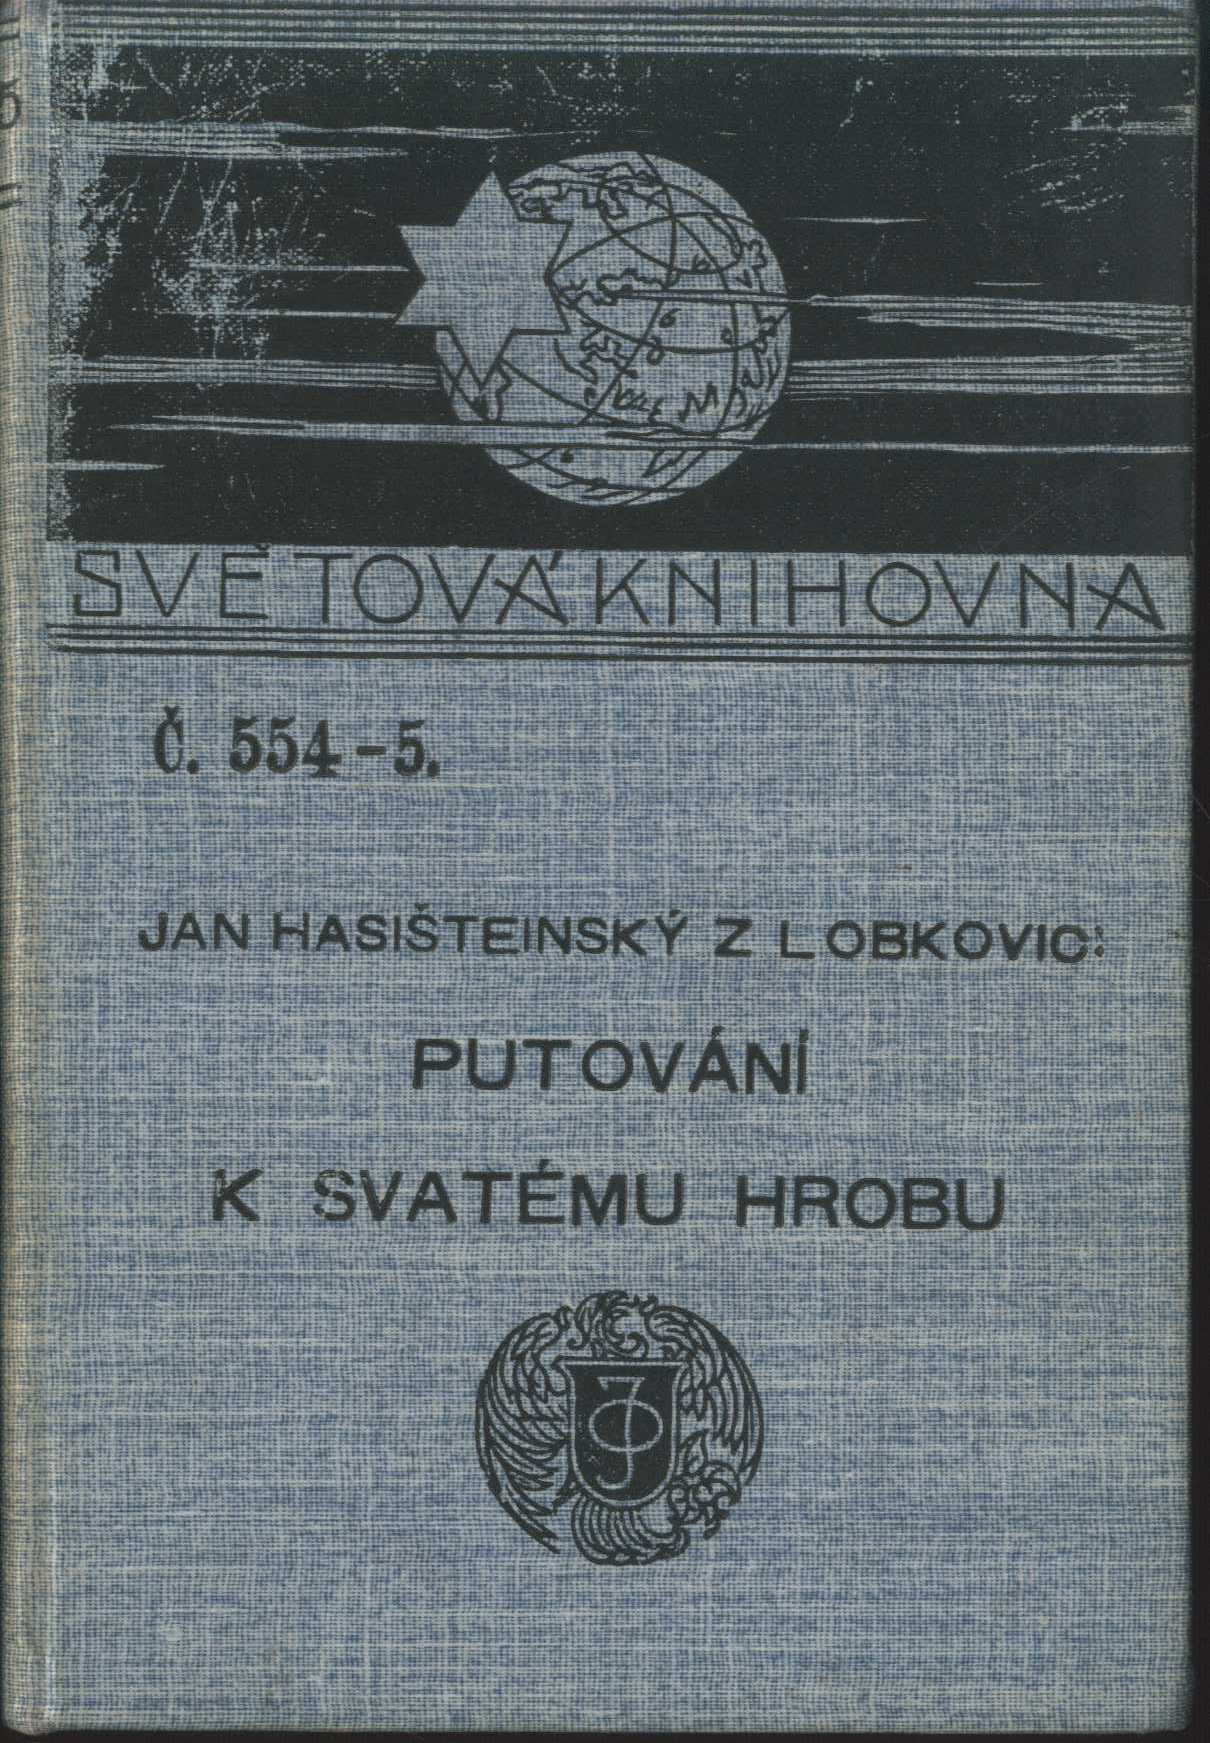 SVĚTOVÁ KNIHOVNA
Č. 554-5.
JAN HASIŠTEINSKÝ Z LOBKOVIC:
PUTOVÁNÍ
K SVATÉMU HROBU